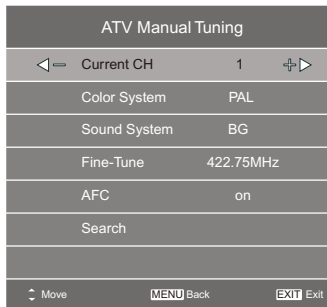 ATV Manual Tuning
Current CH 1
Color System PAL
Sound System BG
Fine-Tune 422.75MHz
AFC on
Search
Move MENU Back EXIT Exit